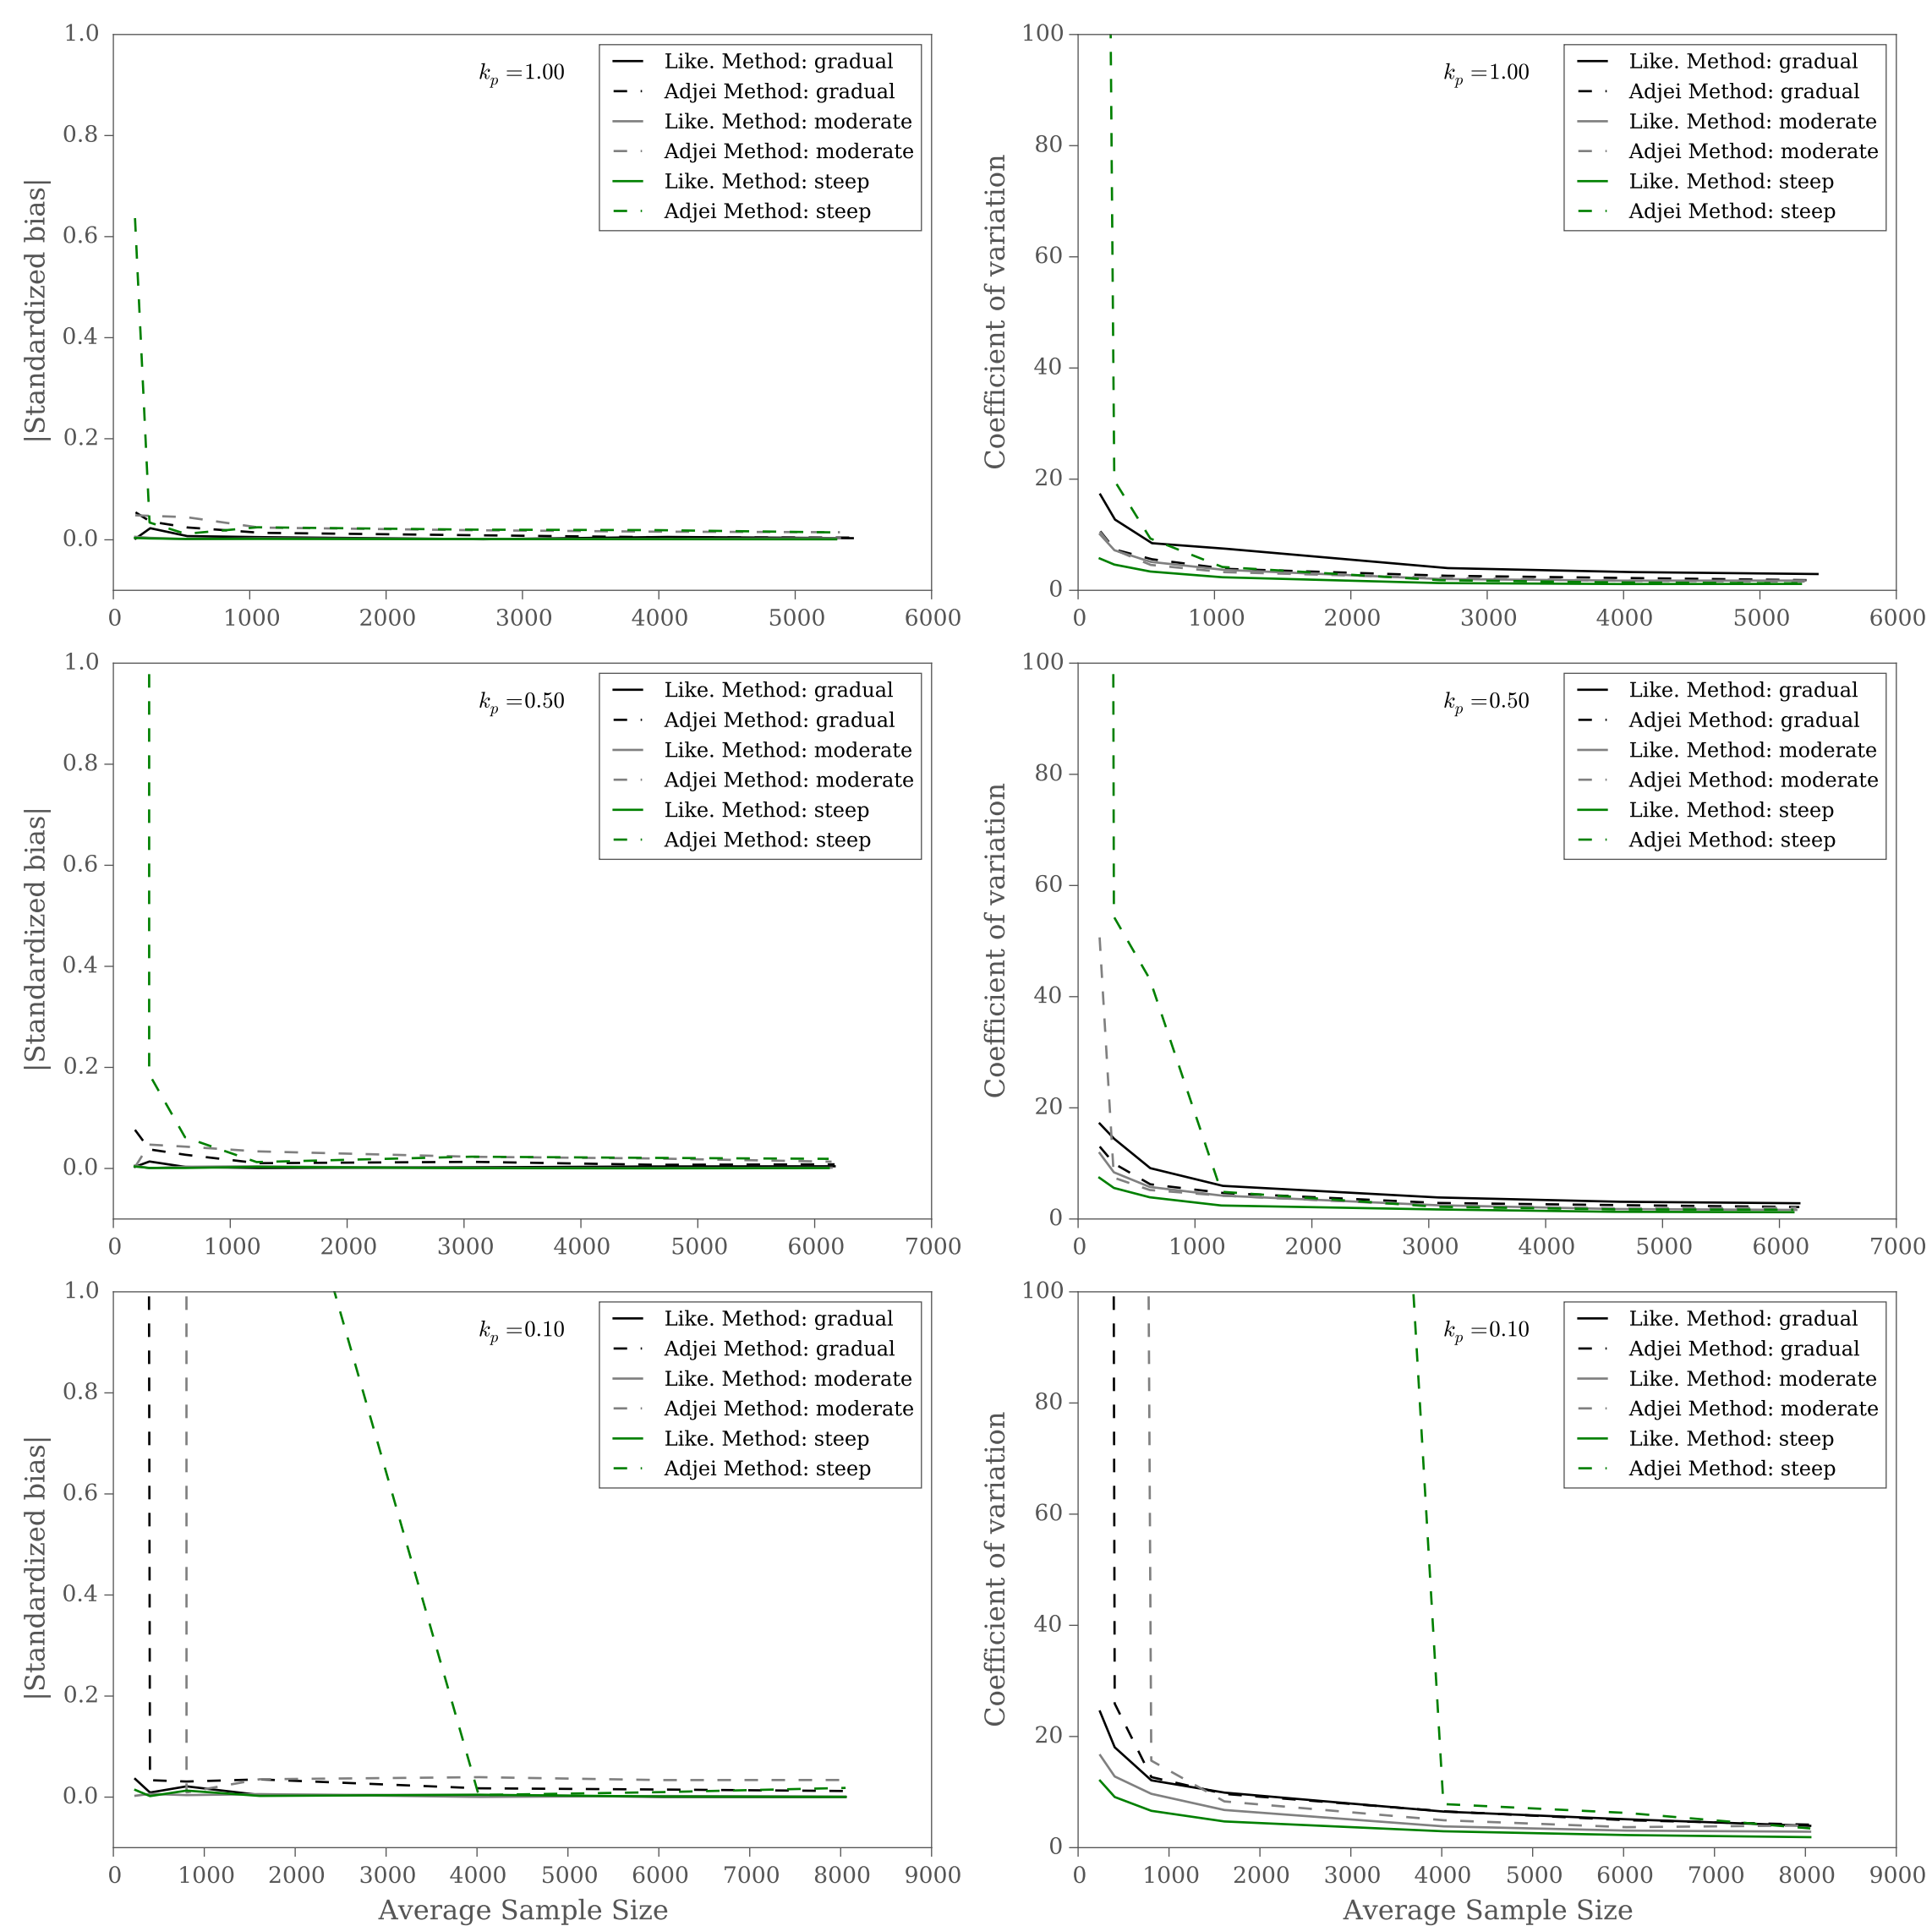 |Standardized bias|
1.0
0.8
0.6
0.4
0.2
0.0
k_p =1.00
Like. Method: gradual
Adjei Method: gradual
Like. Method: moderate
Adjei Method: moderate
Like. Method: steep
Adjei Method: steep
0 1000 2000 3000 4000 5000 6000
Coefficient of variation
100
80
60
40
20
0
k_p =1.00
Like. Method: gradual
Adjei Method: gradual
Like. Method: moderate
Adjei Method: moderate
Like. Method: steep
Adjei Method: steep
0 1000 2000 3000 4000 5000 6000
|Standardized bias|
1.0
0.8
0.6
0.4
0.2
0.0
k_p =0.50
Like. Method: gradual
Adjei Method: gradual
Like. Method: moderate
Adjei Method: moderate
Like. Method: steep
Adjei Method: steep
0 1000 2000 3000 4000 5000 6000 7000
Coefficient of variation
100
80
60
40
20
0
k_p =0.50
Like. Method: gradual
Adjei Method: gradual
Like. Method: moderate
Adjei Method: moderate
Like. Method: steep
Adjei Method: steep
0 1000 2000 3000 4000 5000 6000 7000
|Standardized bias|
1.0
0.8
0.6
0.4
0.2
0.0
k_p =0.10
Like. Method: gradual
Adjei Method: gradual
Like. Method: moderate
Adjei Method: moderate
Like. Method: steep
Adjei Method: steep
0 1000 2000 3000 4000 5000 6000 7000 8000 9000
Average Sample Size
Coefficient of variation
100
80
60
40
20
0
k_p =0.10
Like. Method: gradual
Adjei Method: gradual
Like. Method: moderate
Adjei Method: moderate
Like. Method: steep
Adjei Method: steep
0 1000 2000 3000 4000 5000 6000 7000 8000 9000
Average Sample Size